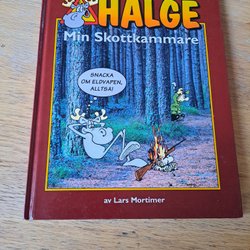 HÄLGE
Min Skottkammare
SNACKA
OM ELDVAPEN,
ALLTSÅ!
av Lars Mortimer